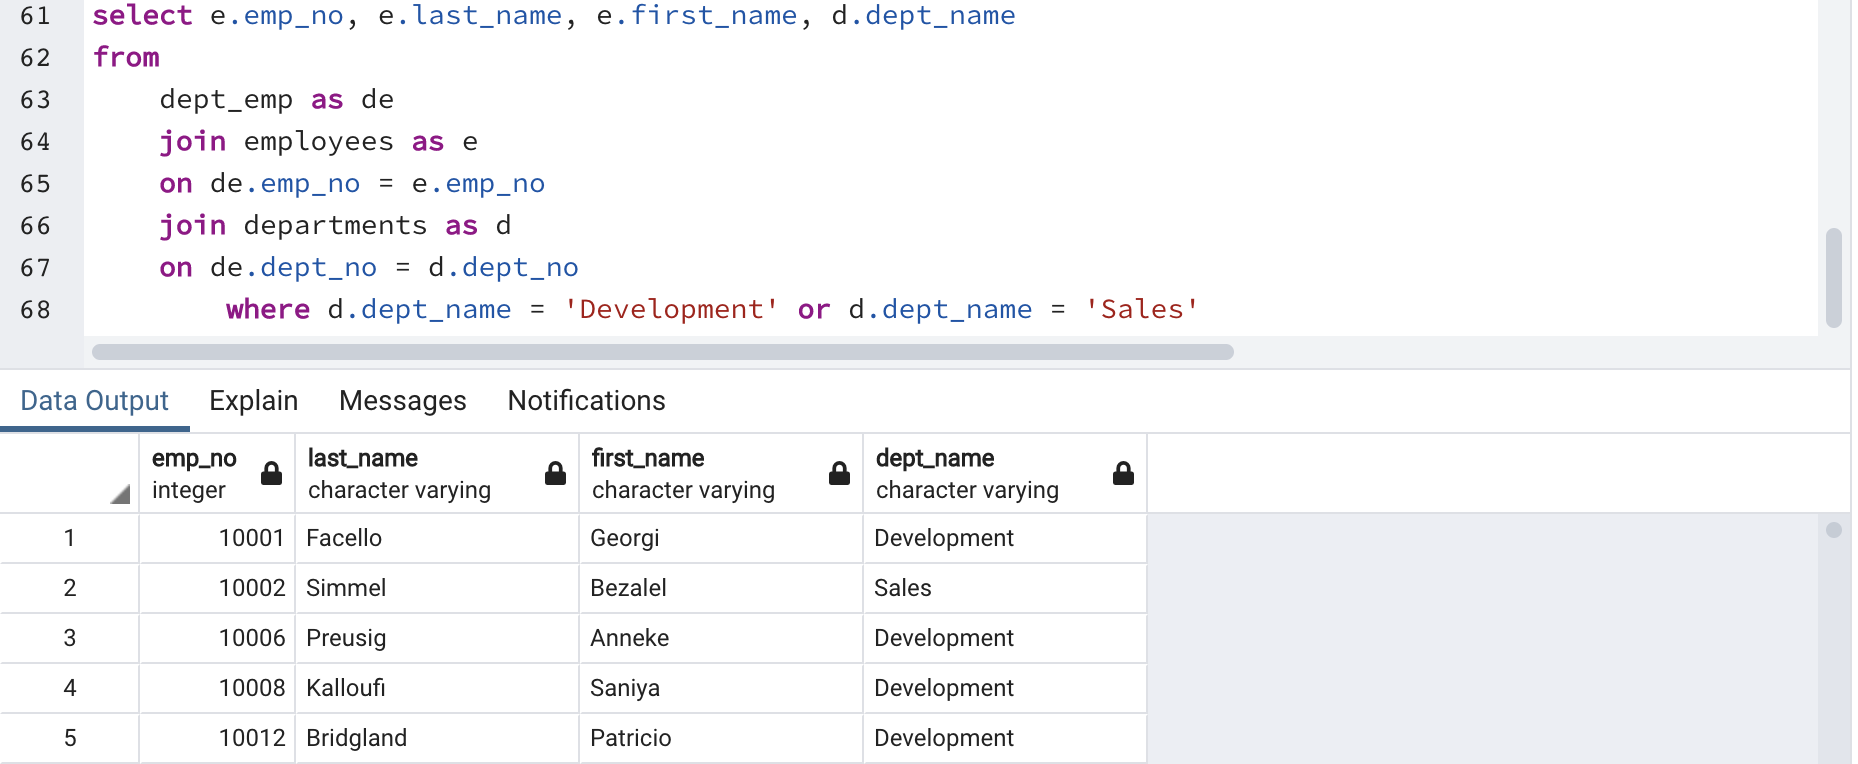 61 select e.emp_no, e.last_name, e.first_name, d.dept_name
62 from
63 dept_emp as de
64 join employees as e
65 on de.emp_no = e.emp_no
66 join departments as d
67 on de.dept_no = d.dept_no
68 where d.dept_name = 'Development' or d.dept_name = 'Sales'
Data Output Explain Messages Notifications
emp_no last_name first_name dept_name
integer character varying character varying character varying
1 10001 Facello Georgi Development
2 10002 Simmel Bezalel Sales
3 10006 Preusig Anneke Development
4 10008 Kalloufi Saniya Development
5 10012 Bridgland Patricio Development